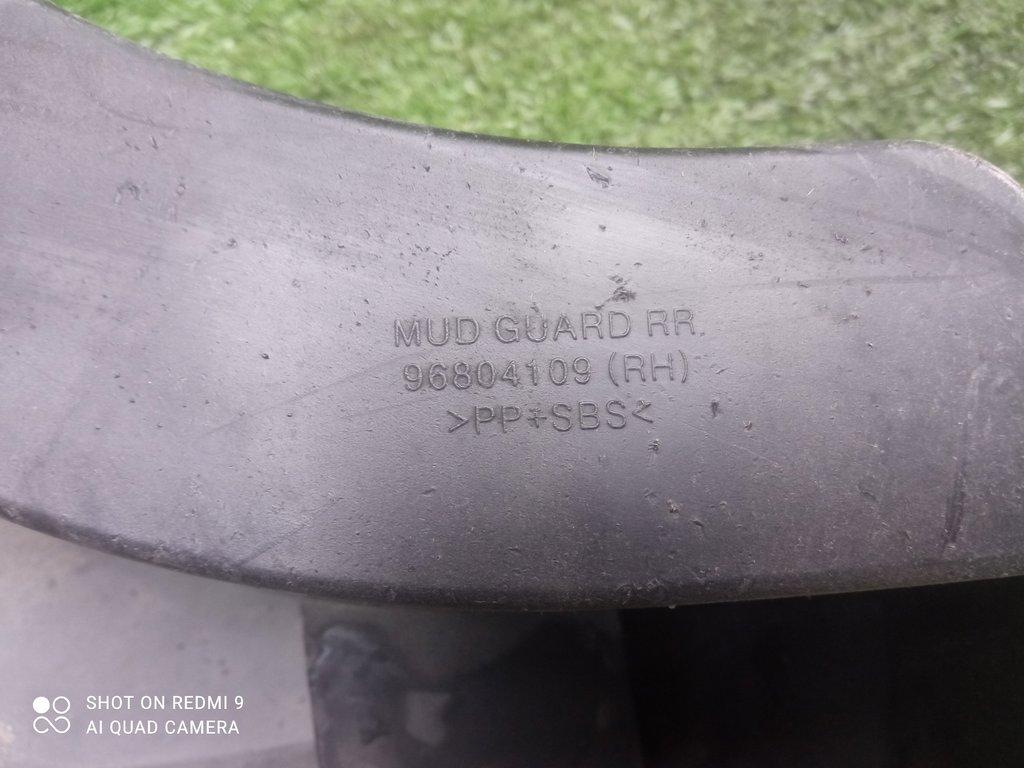 MUD GUARD RR.
96804109 (RH)
>PP+SBS<
SHOT ON REDMI 9
AI QUAD CAMERA